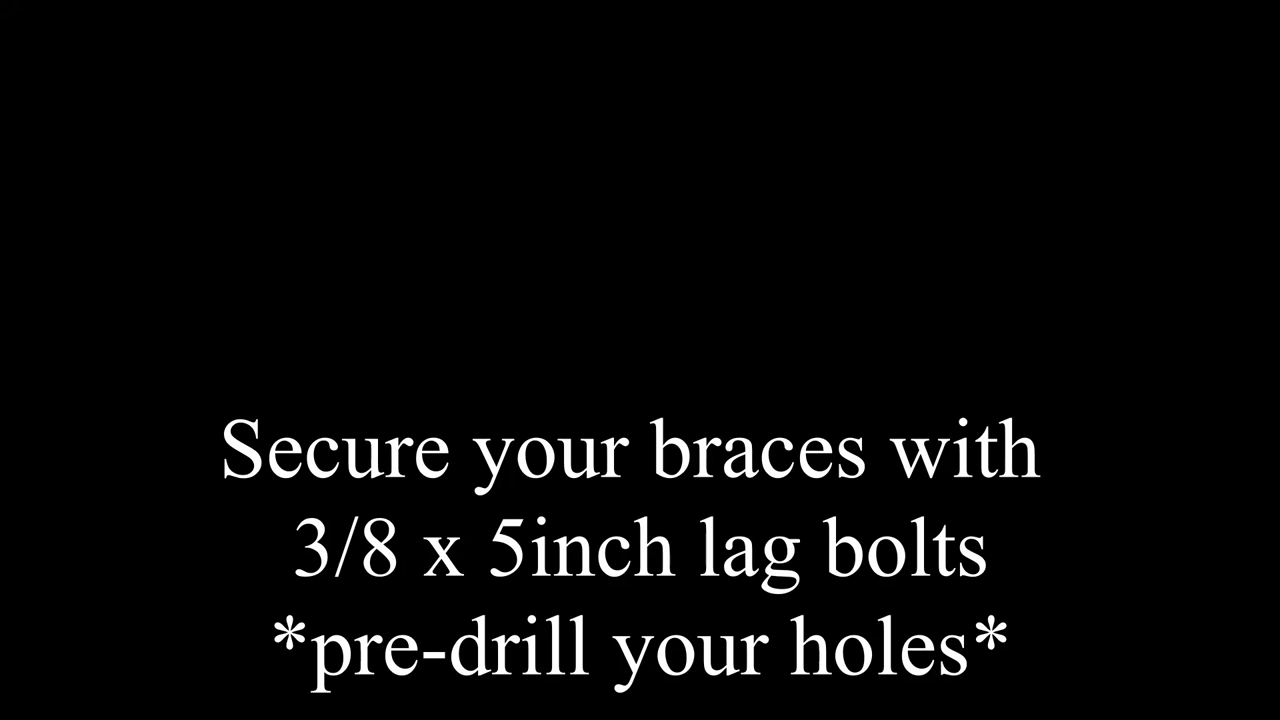 Secure your braces with
3/8 x 5inch lag bolts
*pre-drill your holes*